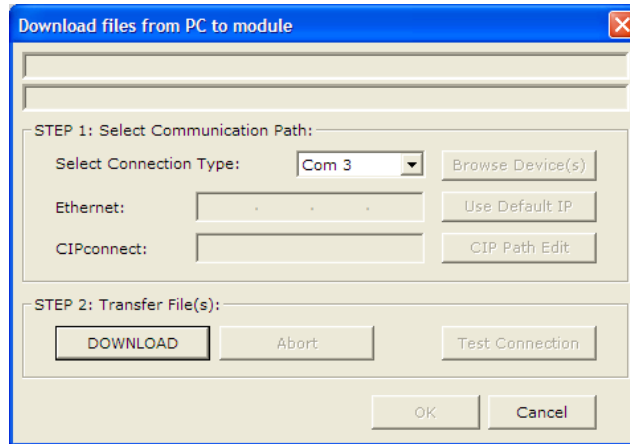 Download files from PC to module
STEP 1: Select Communication Path:
Select Connection Type: Com 3 Browse Device(s)
Ethernet: . . . Use Default IP
CIPconnect: CIP Path Edit
STEP 2: Transfer File(s):
DOWNLOAD Abort Test Connection
OK Cancel